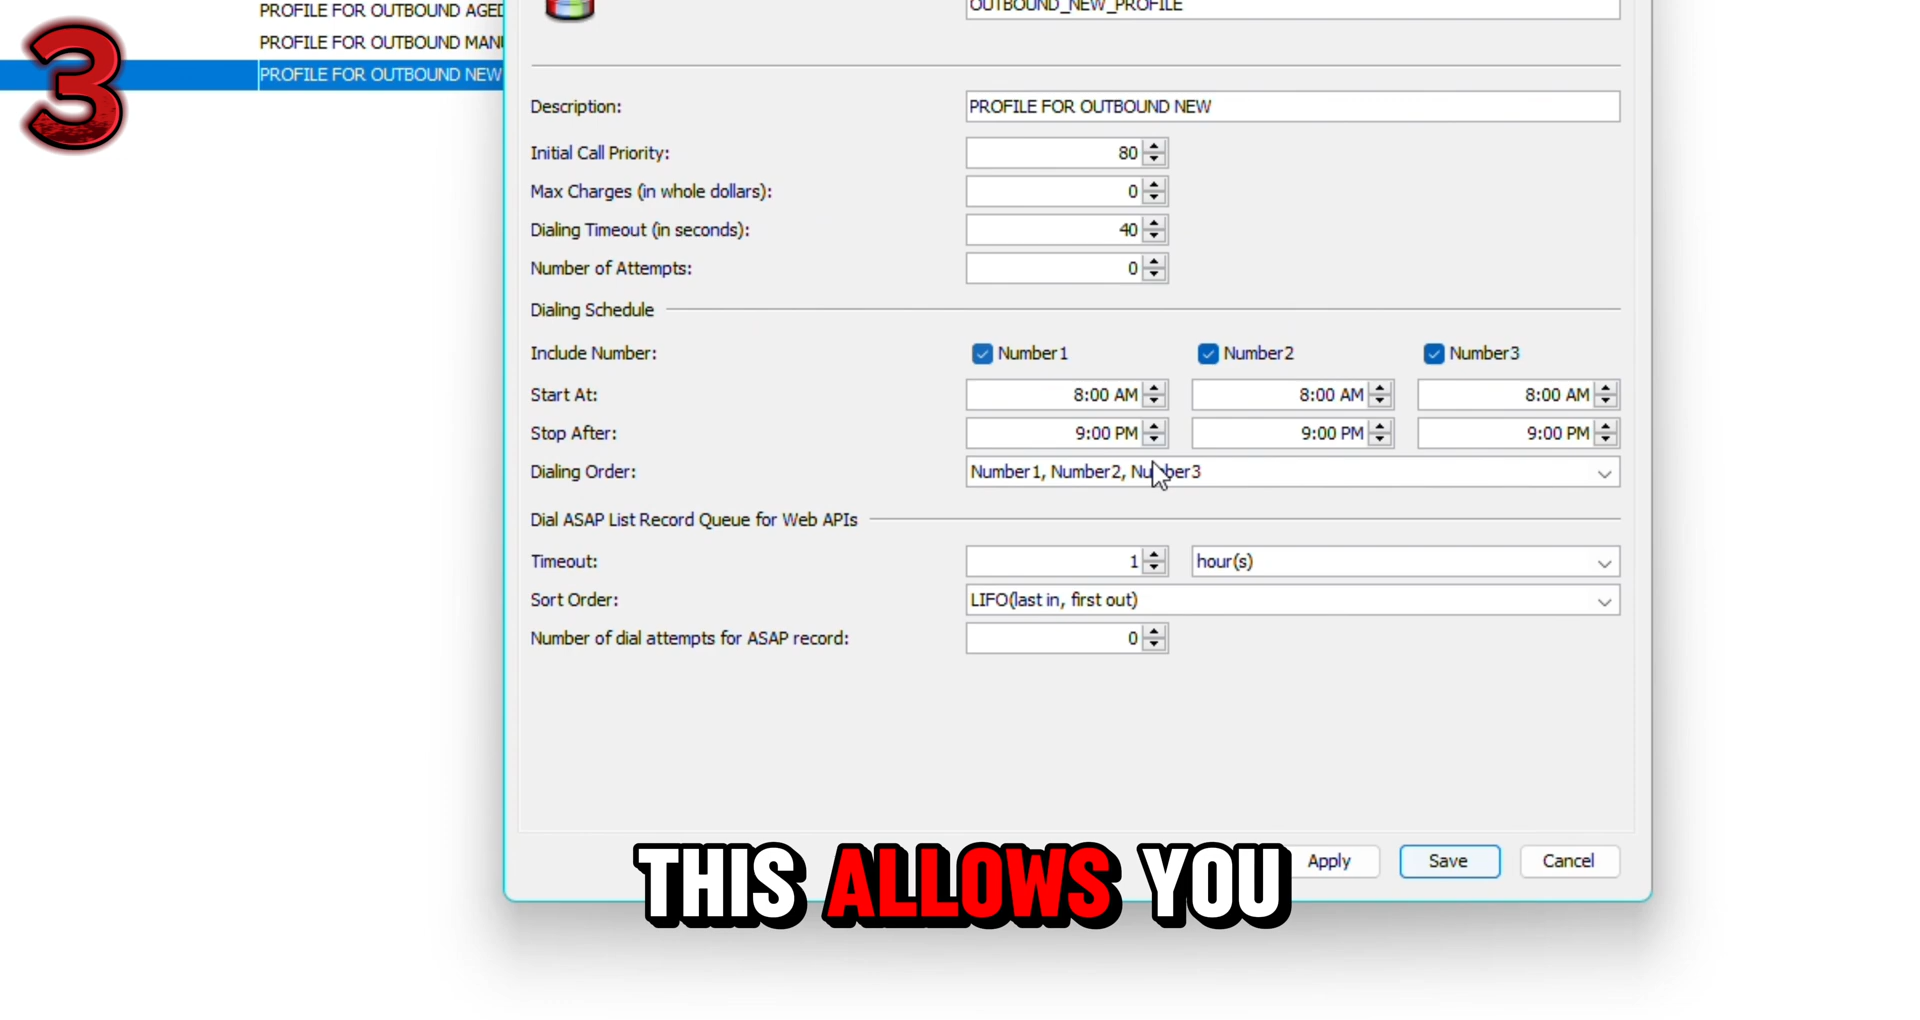 PROFILE FOR OUTBOUND AGED
PROFILE FOR OUTBOUND MANU
PROFILE FOR OUTBOUND NEW
3
OUTBOUND_NEW_PROFILE
Description: PROFILE FOR OUTBOUND NEW
Initial Call Priority: 80
Max Charges (in whole dollars): 0
Dialing Timeout (in seconds): 40
Number of Attempts: 0
Dialing Schedule
Include Number: Number1 Number2 Number3
Start At: 8:00 AM 8:00 AM 8:00 AM
Stop After: 9:00 PM 9:00 PM 9:00 PM
Dialing Order: Number1, Number2, Number3
Dial ASAP List Record Queue for Web APIs
Timeout: 1 hour(s)
Sort Order: LIFO(last in, first out)
Number of dial attempts for ASAP record: 0
Apply Save Cancel
THIS ALLOWS YOU